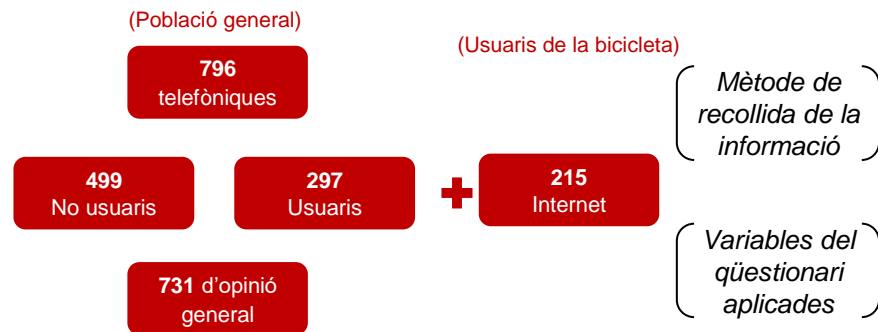 (Població general)
796
telefòniques
(Usuaris de la bicicleta)
Mètode de
recollida de la
informació
499
No usuaris
297
Usuaris
215
Internet
731 d'opinió
general
Variables del
qüestionari
aplicades